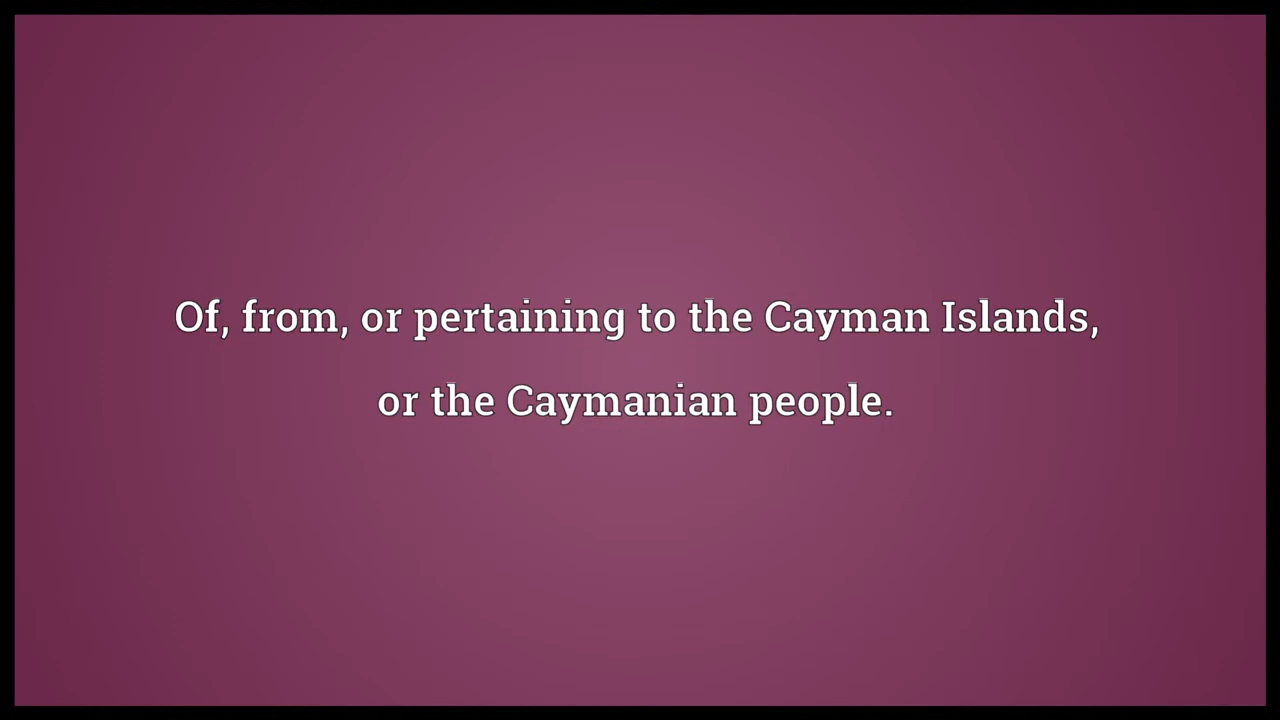 Of, from, or pertaining to the Cayman Islands,
or the Caymanian people.